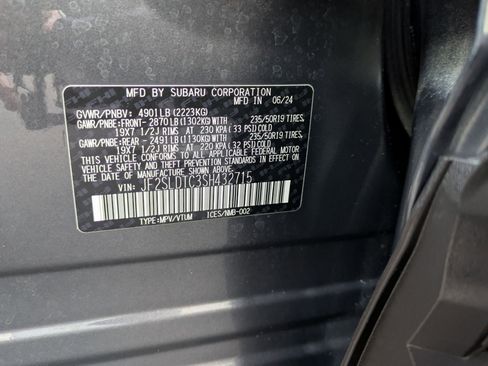 MFD BY SUBARU CORPORATION
MFD IN 06/24
GVWR/PNBV: 4901LB(2223KG)
GAWR/PNBE:FRONT- 2870LB(1302KG)WITH 235/50R19 TIRES,
19X7 1/2J RIMS AT 230 KPA(33 PSI)COLD
GAWR/PNBE:REAR - 2491LB(1130KG)WITH 235/50R19 TIRES,
19X7 1/2J RIMS AT 220 KPA(32 PSI)COLD
THIS VEHICLE CONFORMS TO ALL APPLICABLE FEDERAL MOTOR
VEHICLE SAFETY AND THEFT PREVENTION STANDARDS IN EFFECT ON
THE DATE OF MANUFACTURE SHOWN ABOVE.
VIN: JF2SLDTC3SH432715
TYPE:MPV/VTUM ICES/NMB-002